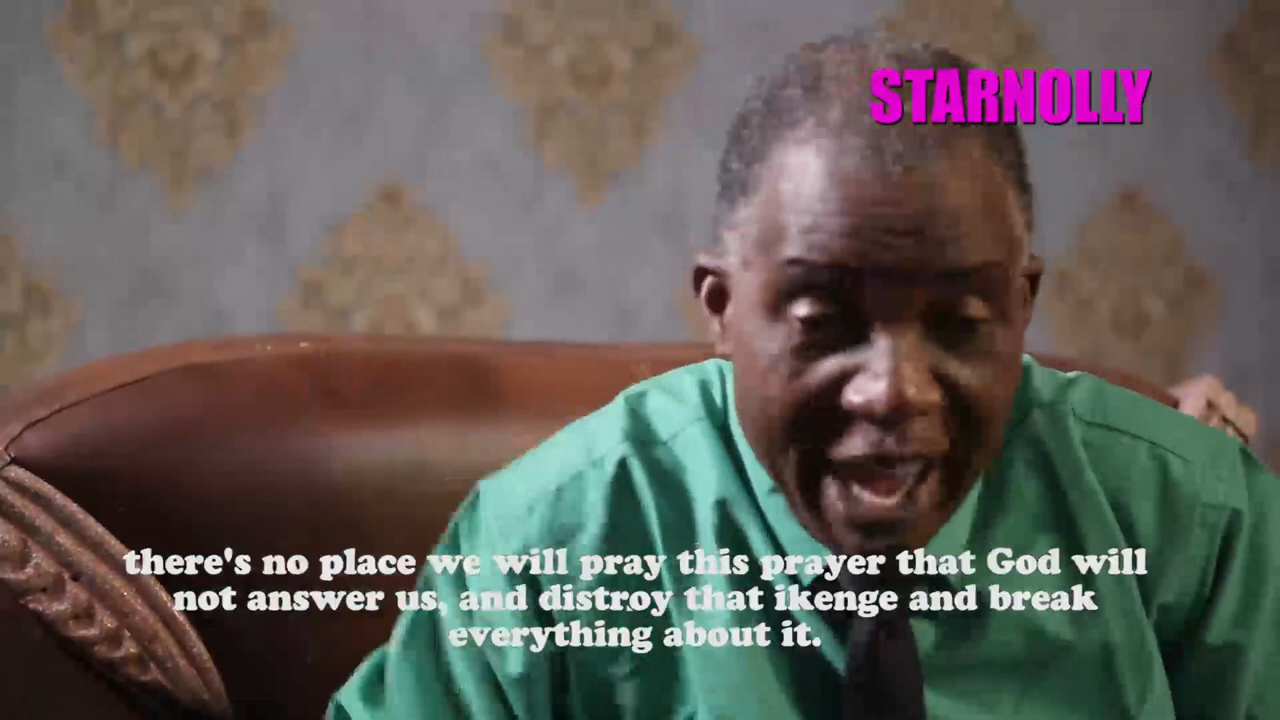 STARNOLLY
there's no place we will pray this prayer that God will
not answer us, and distroy that ikenge and break
everything about it.